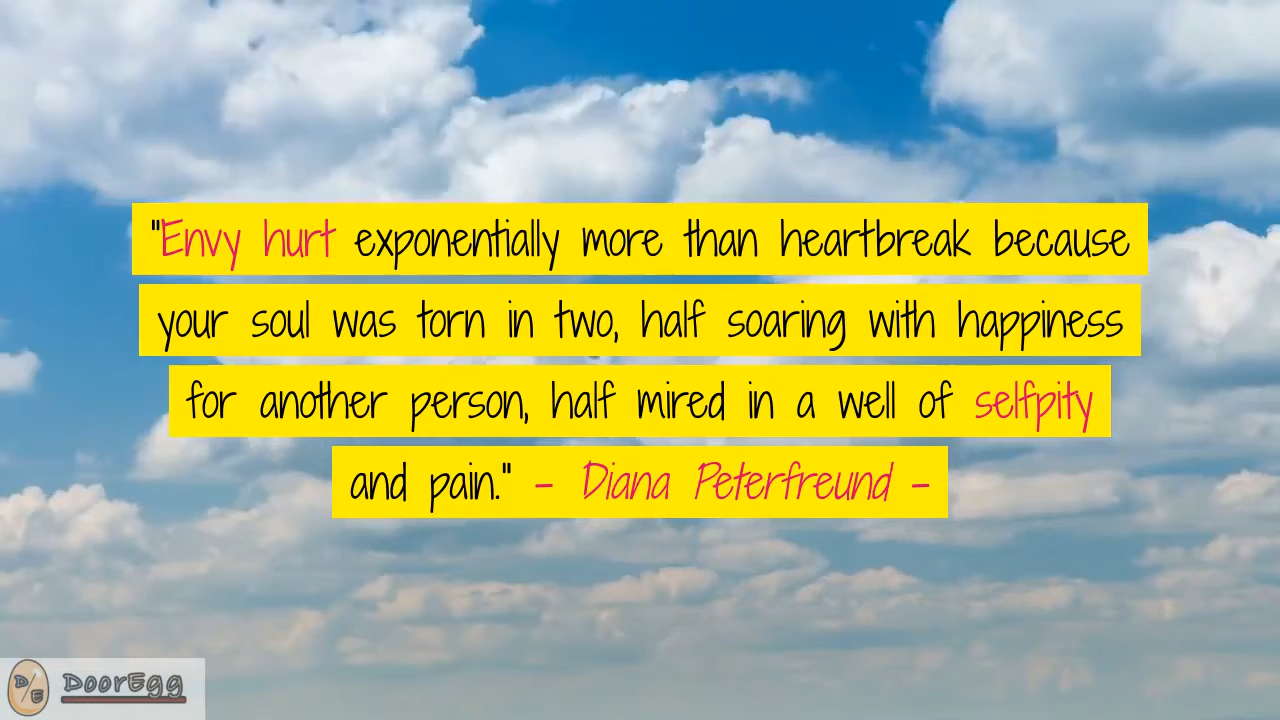 "Envy hurt exponentially more than heartbreak because
your soul was torn in two, half soaring with happiness
for another person, half mired in a well of selfpity
and pain." - Diana Peterfreund -
D/E DoorEgg